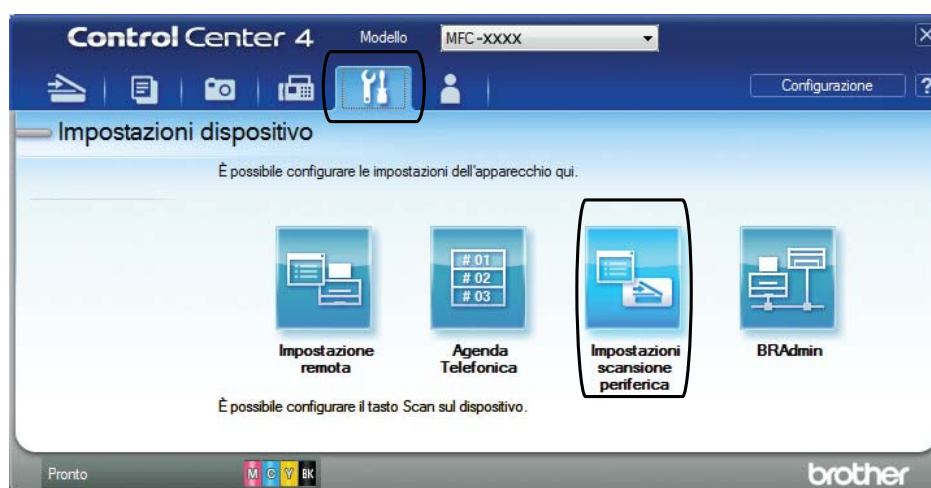 Control Center 4
Modello
MFC-XXXX
Configurazione
?
Impostazioni dispositivo
È possibile configurare le impostazioni dell'apparecchio qui.
# 01
# 02
# 03
Impostazione
remota
Agenda
Telefonica
Impostazioni
scansione
periferica
BRAdmin
È possibile configurare il tasto Scan sul dispositivo.
Pronto
M C Y BK
brother